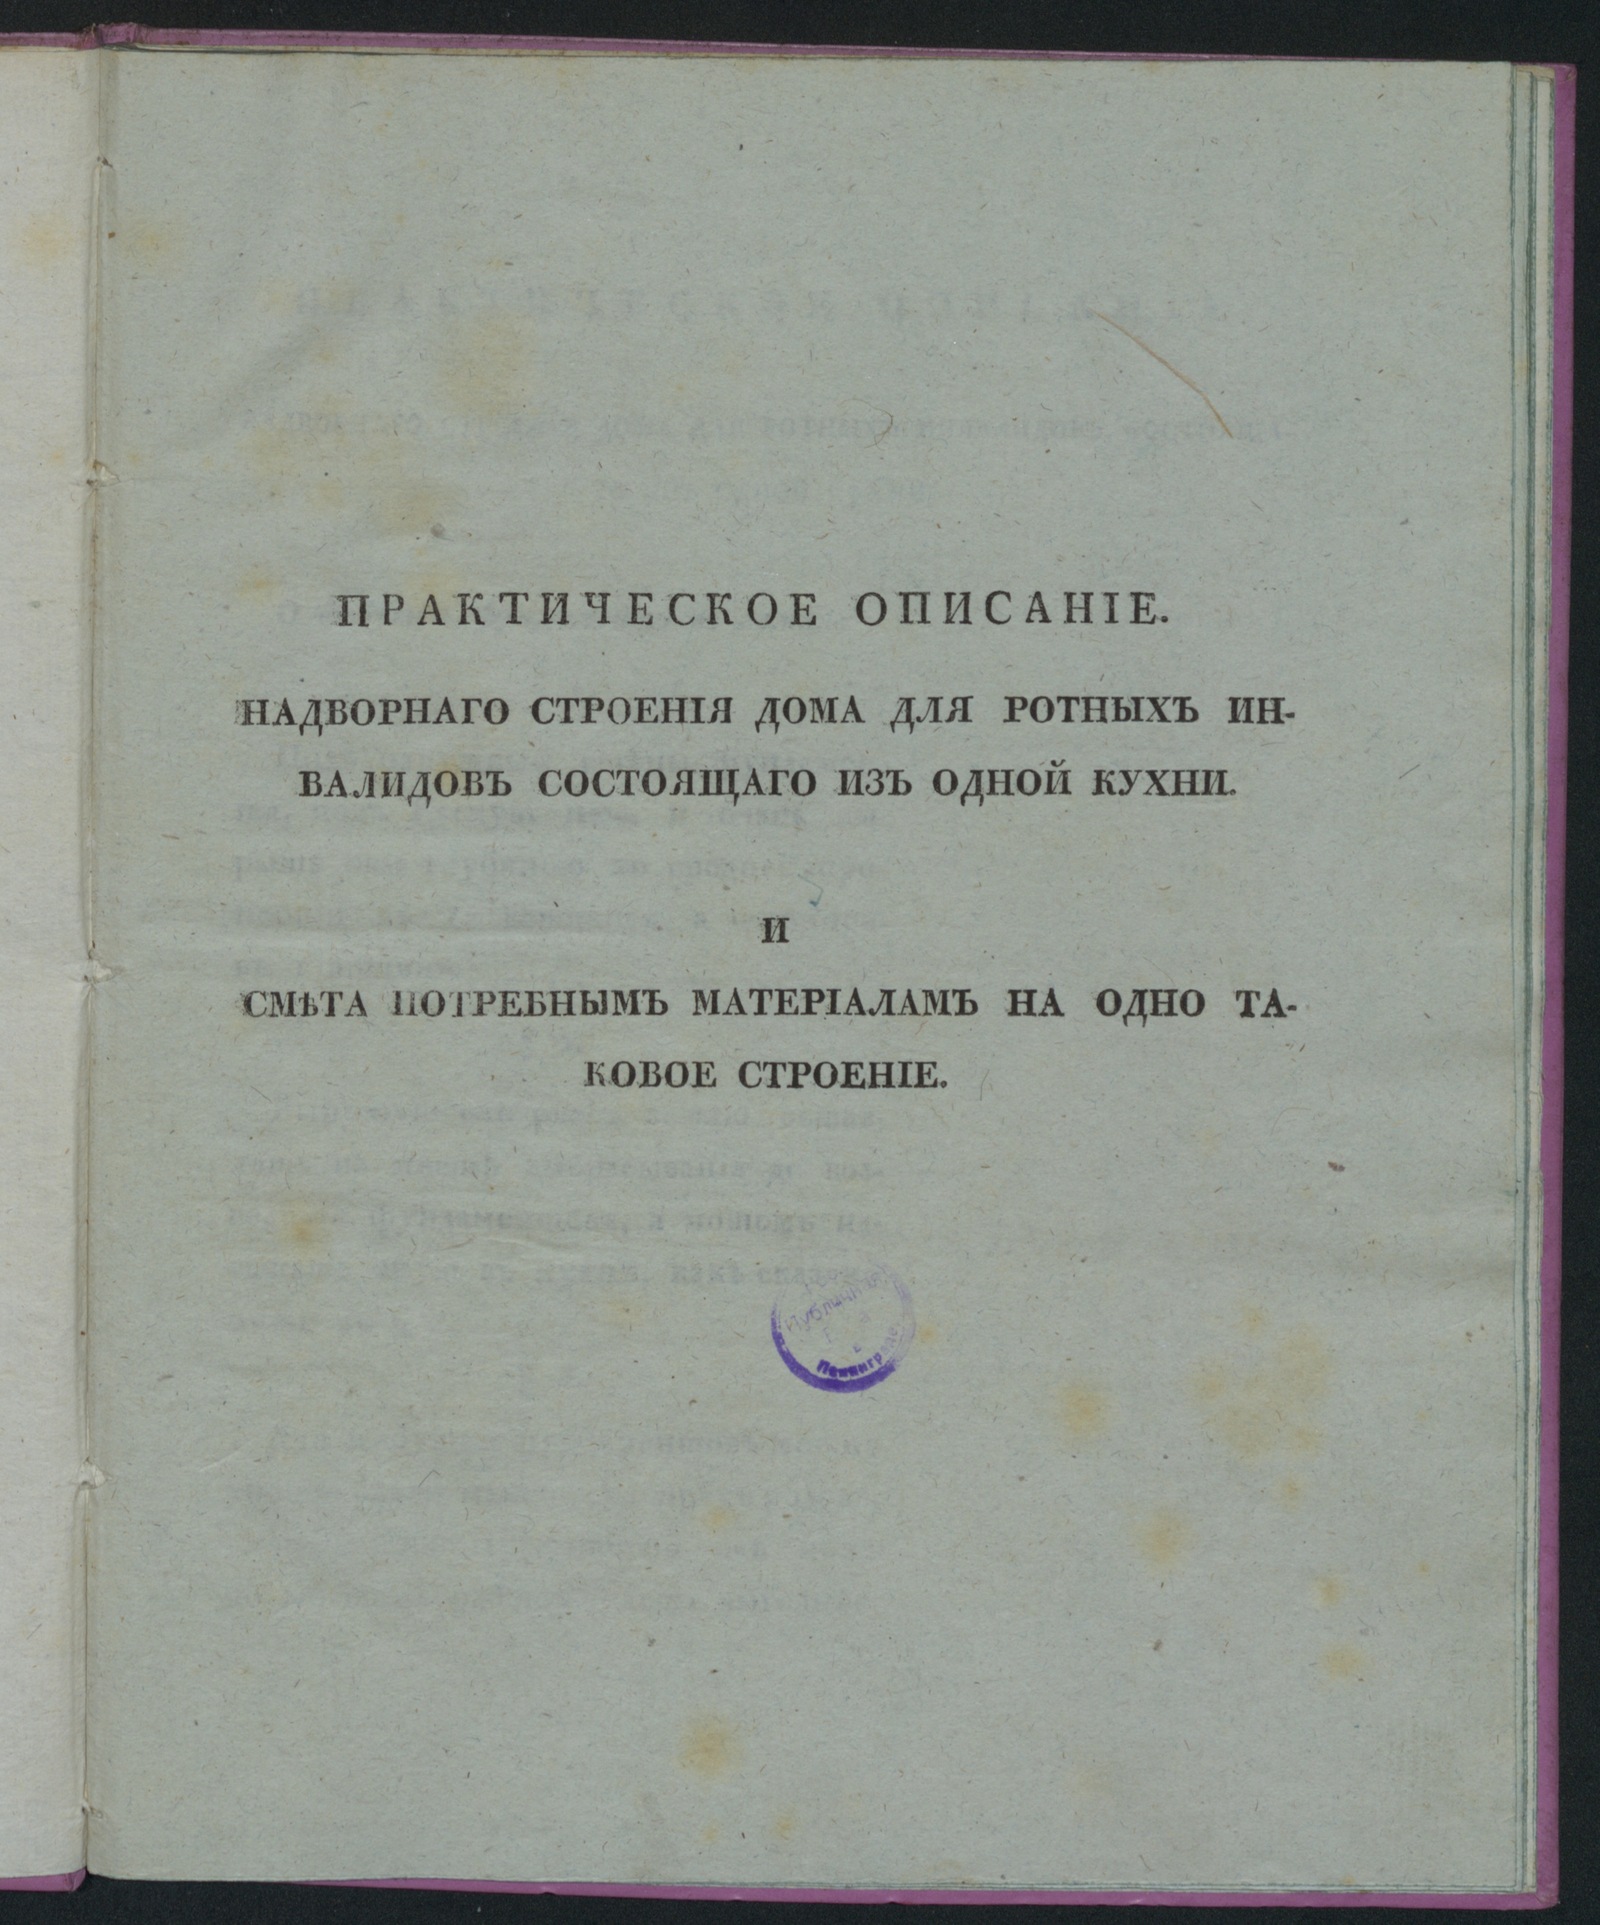 ПРАКТИЧЕСКОЕ ОПИСАНІЕ.
НАДВОРНАГО СТРОЕНІЯ ДОМА ДЛЯ РОТНЫХЪ ИН-
ВАЛИДОВЪ СОСТОЯЩАГО ИЗЪ ОДНОЙ КУХНИ.
И
СМѢТА ПОТРЕБНЫМЪ МАТЕРІАЛАМЪ НА ОДНО ТА-
КОВОЕ СТРОЕНІЕ.